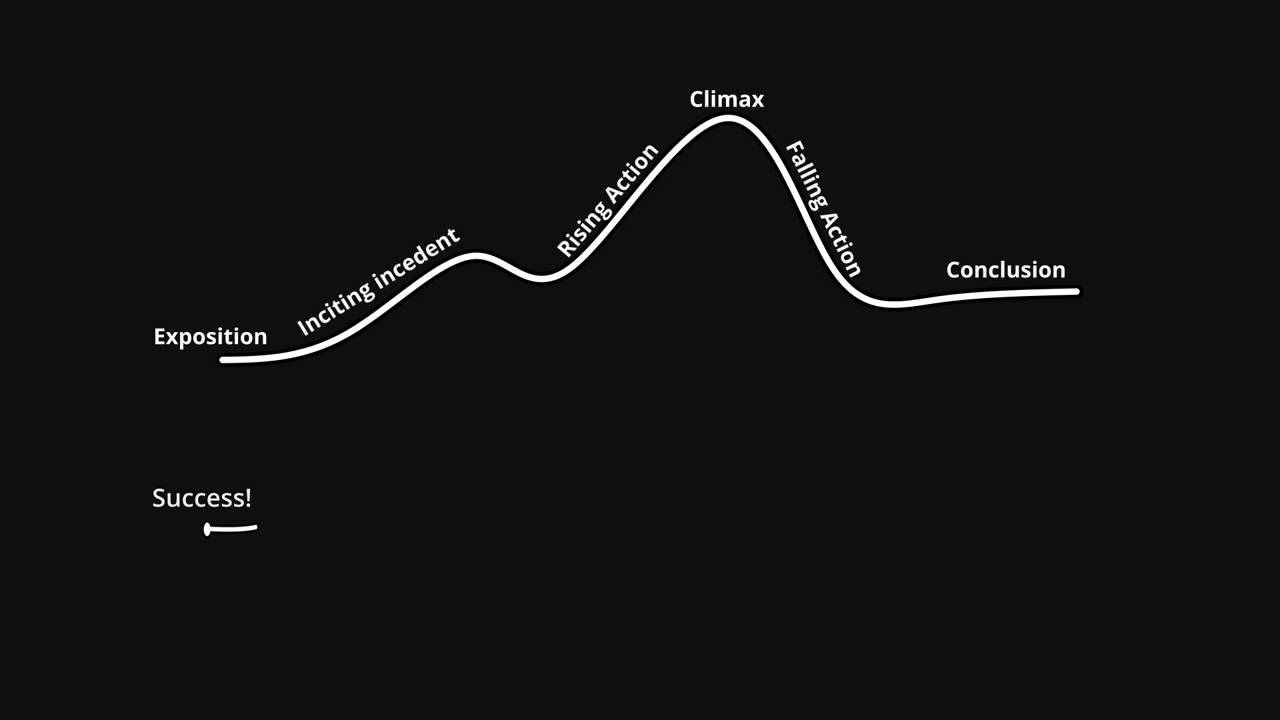 Climax
Rising Action
Falling Action
Inciting incedent
Conclusion
Exposition
Success!